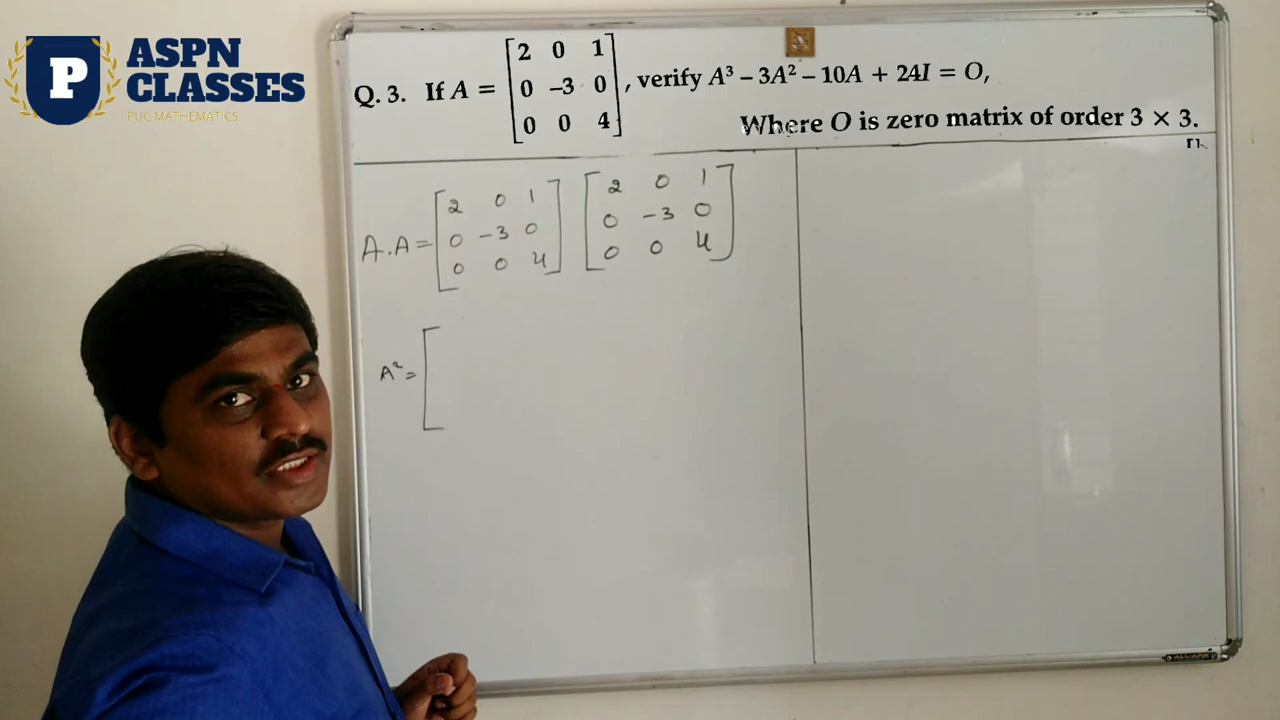 ASPN
CLASSES
PUC MATHEMATICS
P
Q. 3. If A = [2 0 1
0 –3 0
0 0 4], verify A³ – 3A² – 10A + 24I = O,
Where O is zero matrix of order 3 × 3.
A.A = [2 0 1 [2 0 1
0 -3 0 0 -3 0
0 0 4] 0 0 4]
A² = [